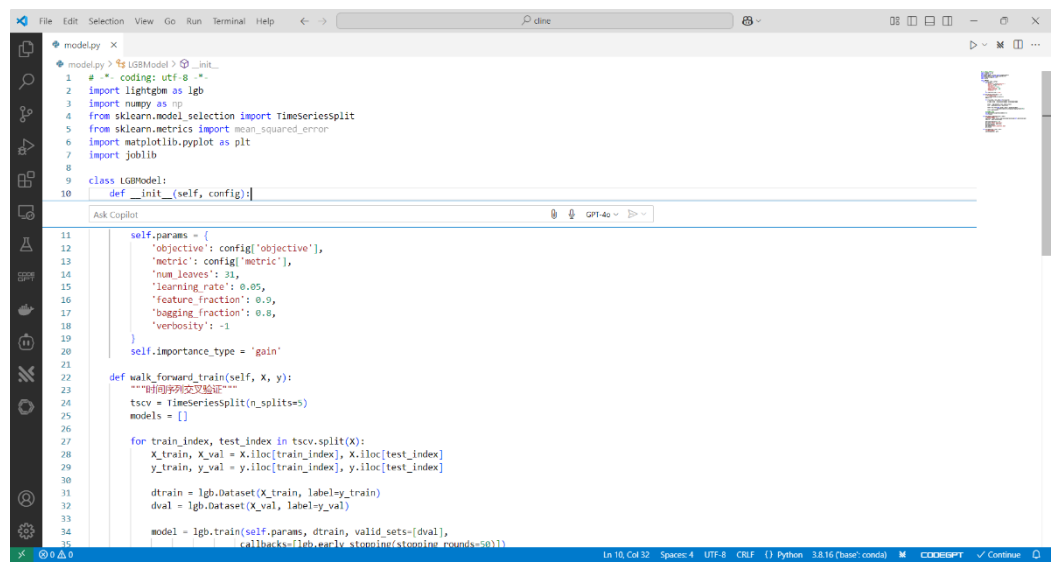 File Edit Selection View Go Run Terminal Help
cline
model.py
model.py > LGBModel > __init__
1 # -*- coding: utf-8 -*-
2 import lightgbm as lgb
3 import numpy as np
4 from sklearn.model_selection import TimeSeriesSplit
5 from sklearn.metrics import mean_squared_error
6 import matplotlib.pyplot as plt
7 import joblib
8
9 class LGBModel:
10 def __init__(self, config):
Ask Copilot GPT-4o
11 self.params = {
12 'objective': config['objective'],
13 'metric': config['metric'],
14 'num_leaves': 31,
15 'learning_rate': 0.05,
16 'feature_fraction': 0.9,
17 'bagging_fraction': 0.8,
18 'verbosity': -1
19 }
20 self.importance_type = 'gain'
21
22 def walk_forward_train(self, X, y):
23 """时间序列交叉验证"""
24 tscv = TimeSeriesSplit(n_splits=5)
25 models = []
26
27 for train_index, test_index in tscv.split(X):
28 X_train, X_val = X.iloc[train_index], X.iloc[test_index]
29 y_train, y_val = y.iloc[train_index], y.iloc[test_index]
30
31 dtrain = lgb.Dataset(X_train, label=y_train)
32 dval = lgb.Dataset(X_val, label=y_val)
33
34 model = lgb.train(self.params, dtrain, valid_sets=[dval],
35 callbacks=[lgb.early_stopping(stopping_rounds=50)])
0 0 Ln 10, Col 32 Spaces: 4 UTF-8 CRLF {} Python 3.8.16 ('base': conda) CODEGPT Continue